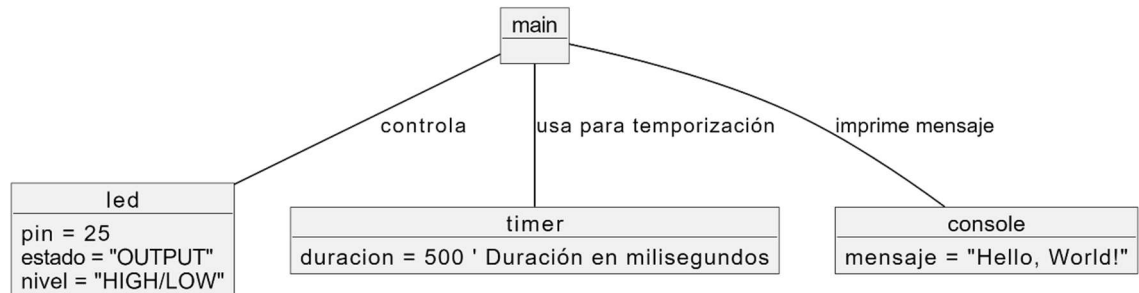 main
controla
usa para temporización
imprime mensaje
led
pin = 25
estado = "OUTPUT"
nivel = "HIGH/LOW"
timer
duracion = 500 ' Duración en milisegundos
console
mensaje = "Hello, World!"